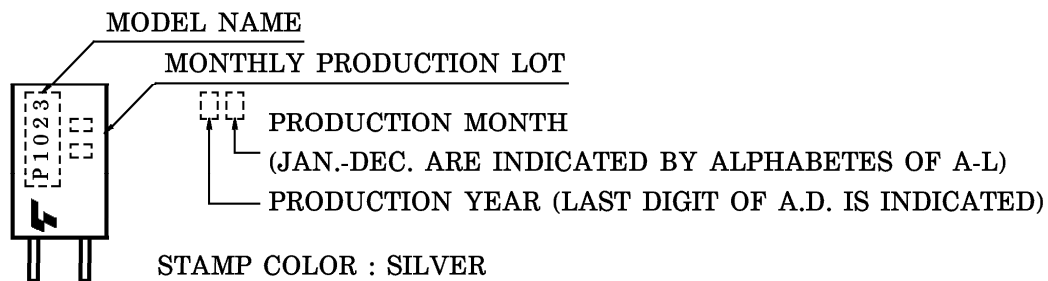 MODEL NAME
MONTHLY PRODUCTION LOT
P1023
PRODUCTION MONTH
(JAN.-DEC. ARE INDICATED BY ALPHABETES OF A-L)
PRODUCTION YEAR (LAST DIGIT OF A.D. IS INDICATED)
STAMP COLOR : SILVER